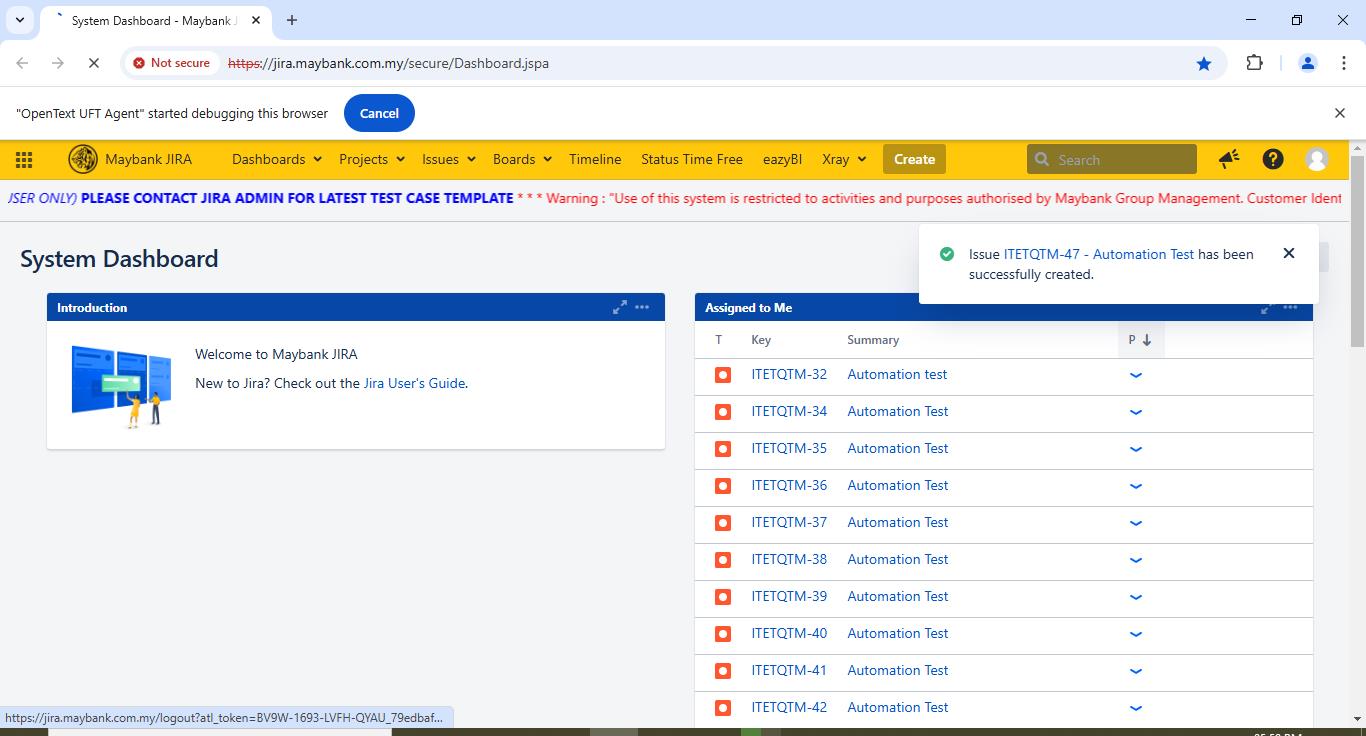 System Dashboard - Maybank J
Not secure https://jira.maybank.com.my/secure/Dashboard.jspa
"OpenText UFT Agent" started debugging this browser Cancel
Maybank JIRA Dashboards Projects Issues Boards Timeline Status Time Free eazyBI Xray Create Search
USER ONLY) PLEASE CONTACT JIRA ADMIN FOR LATEST TEST CASE TEMPLATE * * * Warning : "Use of this system is restricted to activities and purposes authorised by Maybank Group Management. Customer Ident
System Dashboard
Issue ITETQTM-47 - Automation Test has been
successfully created.
Introduction
Welcome to Maybank JIRA
New to Jira? Check out the Jira User's Guide.
Assigned to Me
T Key Summary P
ITETQTM-32 Automation test
ITETQTM-34 Automation Test
ITETQTM-35 Automation Test
ITETQTM-36 Automation Test
ITETQTM-37 Automation Test
ITETQTM-38 Automation Test
ITETQTM-39 Automation Test
ITETQTM-40 Automation Test
ITETQTM-41 Automation Test
ITETQTM-42 Automation Test
https://jira.maybank.com.my/logout?atl_token=BV9W-1693-LVFH-QYAU_79edbaf...